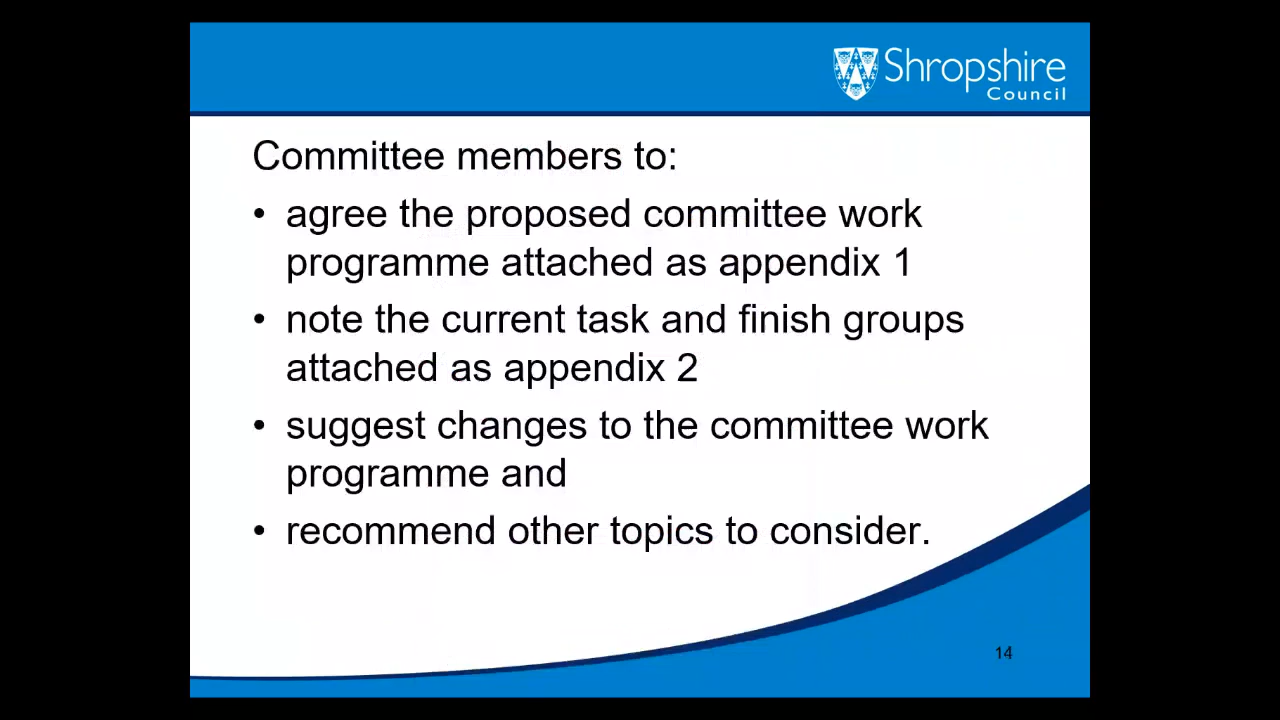 Shropshire
Council
Committee members to:
• agree the proposed committee work
programme attached as appendix 1
• note the current task and finish groups
attached as appendix 2
• suggest changes to the committee work
programme and
• recommend other topics to consider.
14